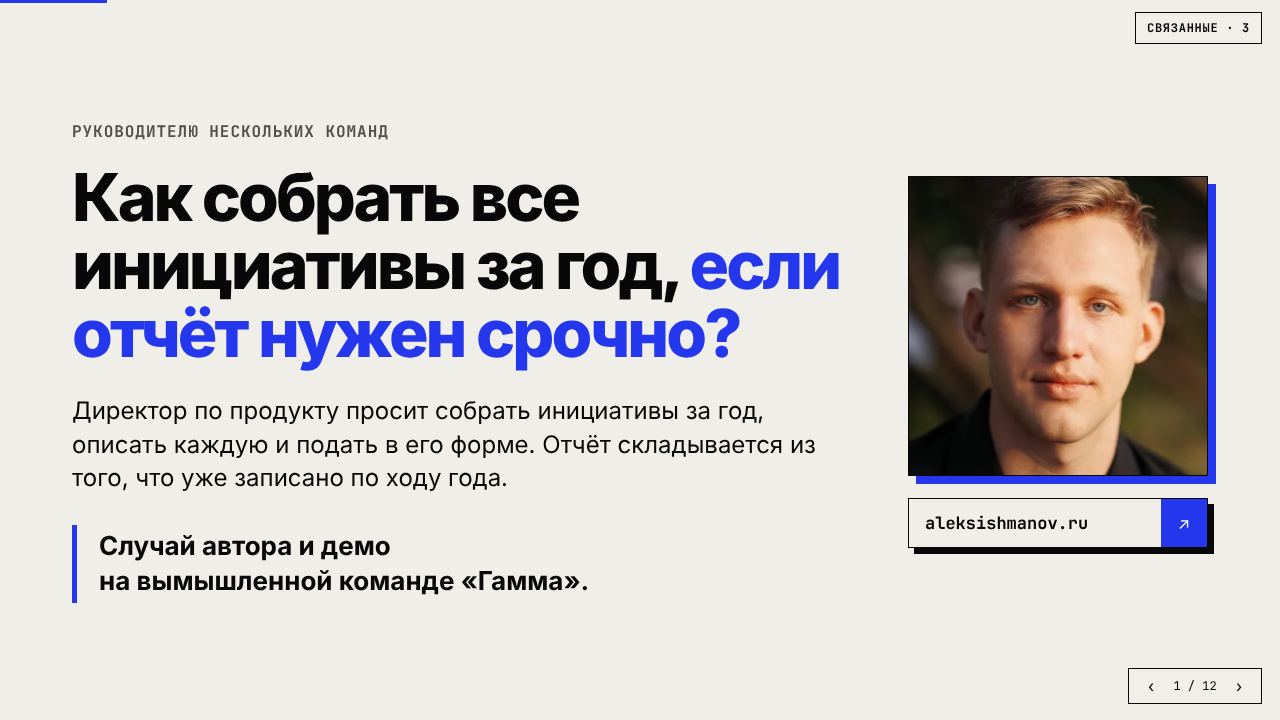 СВЯЗАННЫЕ · 3
РУКОВОДИТЕЛЮ НЕСКОЛЬКИХ КОМАНД
Как собрать все
инициативы за год, если
отчёт нужен срочно?
Директор по продукту просит собрать инициативы за год,
описать каждую и подать в его форме. Отчёт складывается из
того, что уже записано по ходу года.
Случай автора и демо
на вымышленной команде «Гамма».
aleksishmanov.ru ↗
‹ 1 / 12 ›